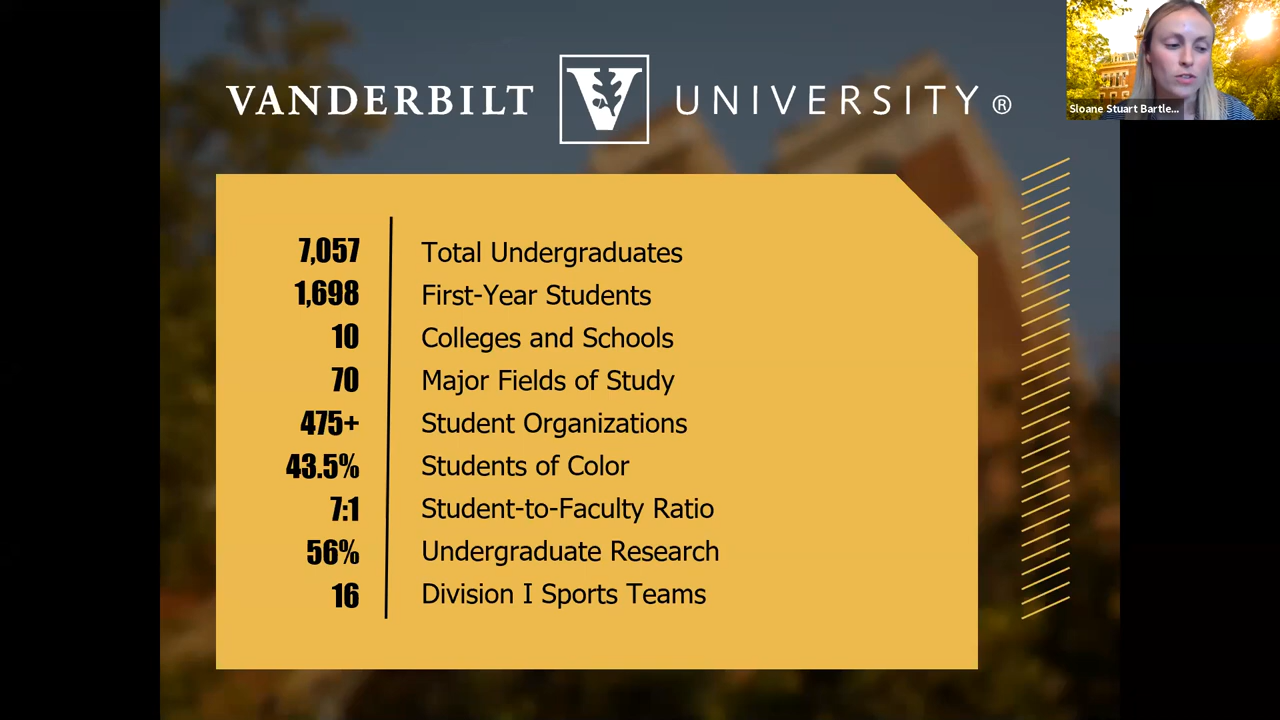 VANDERBILT V UNIVERSITY®
Sloane Stuart Bartle...
7,057 Total Undergraduates
1,698 First-Year Students
10 Colleges and Schools
70 Major Fields of Study
475+ Student Organizations
43.5% Students of Color
7:1 Student-to-Faculty Ratio
56% Undergraduate Research
16 Division I Sports Teams